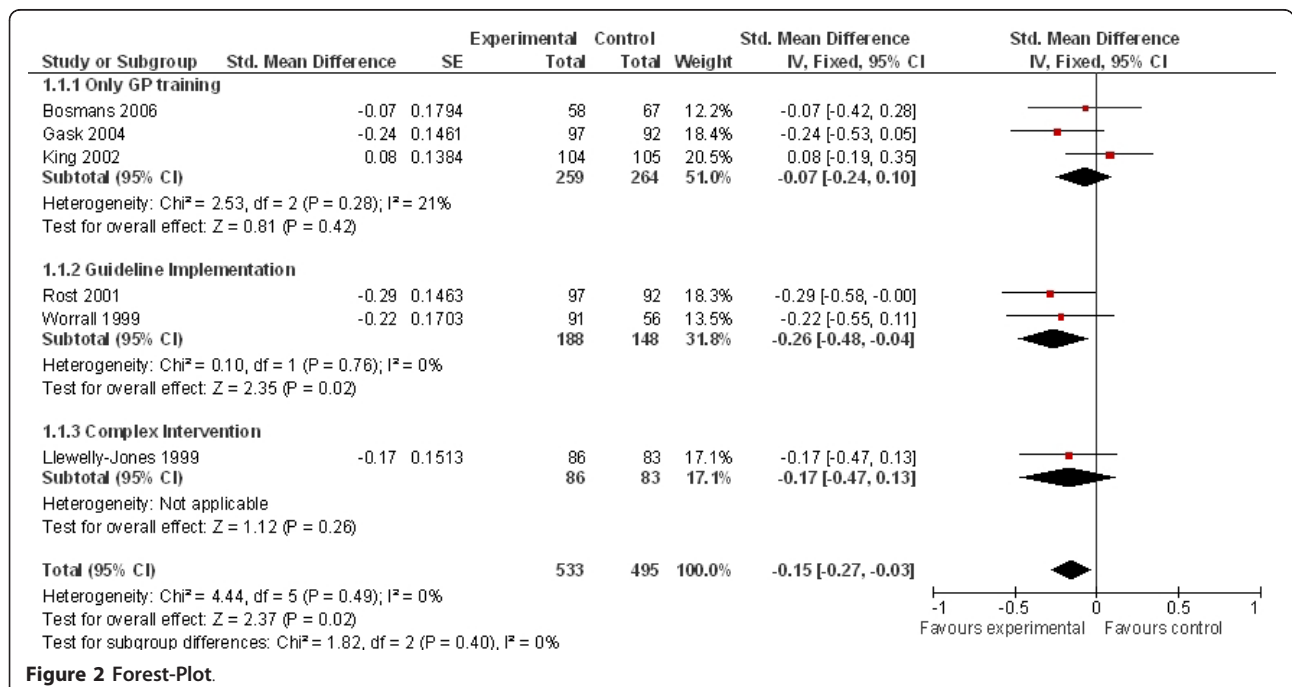 Experimental Control Std. Mean Difference Std. Mean Difference
Study or Subgroup Std. Mean Difference SE Total Total Weight IV, Fixed, 95% CI IV, Fixed, 95% CI
1.1.1 Only GP training
Bosmans 2006 -0.07 0.1794 58 67 12.2% -0.07 [-0.42, 0.28]
Gask 2004 -0.24 0.1461 97 92 18.4% -0.24 [-0.53, 0.05]
King 2002 0.08 0.1384 104 105 20.5% 0.08 [-0.19, 0.35]
Subtotal (95% CI) 259 264 51.0% -0.07 [-0.24, 0.10]
Heterogeneity: Chi² = 2.53, df = 2 (P = 0.28); I² = 21%
Test for overall effect: Z = 0.81 (P = 0.42)
1.1.2 Guideline Implementation
Rost 2001 -0.29 0.1463 97 92 18.3% -0.29 [-0.58, -0.00]
Worrall 1999 -0.22 0.1703 91 56 13.5% -0.22 [-0.55, 0.11]
Subtotal (95% CI) 188 148 31.8% -0.26 [-0.48, -0.04]
Heterogeneity: Chi² = 0.10, df = 1 (P = 0.76); I² = 0%
Test for overall effect: Z = 2.35 (P = 0.02)
1.1.3 Complex Intervention
Llewelly-Jones 1999 -0.17 0.1513 86 83 17.1% -0.17 [-0.47, 0.13]
Subtotal (95% CI) 86 83 17.1% -0.17 [-0.47, 0.13]
Heterogeneity: Not applicable
Test for overall effect: Z = 1.12 (P = 0.26)
Total (95% CI) 533 495 100.0% -0.15 [-0.27, -0.03]
Heterogeneity: Chi² = 4.44, df = 5 (P = 0.49); I² = 0%
Test for overall effect: Z = 2.37 (P = 0.02)
Test for subgroup differences: Chi² = 1.82, df = 2 (P = 0.40), I² = 0%
-1 -0.5 0 0.5 1
Favours experimental Favours control
Figure 2 Forest-Plot.